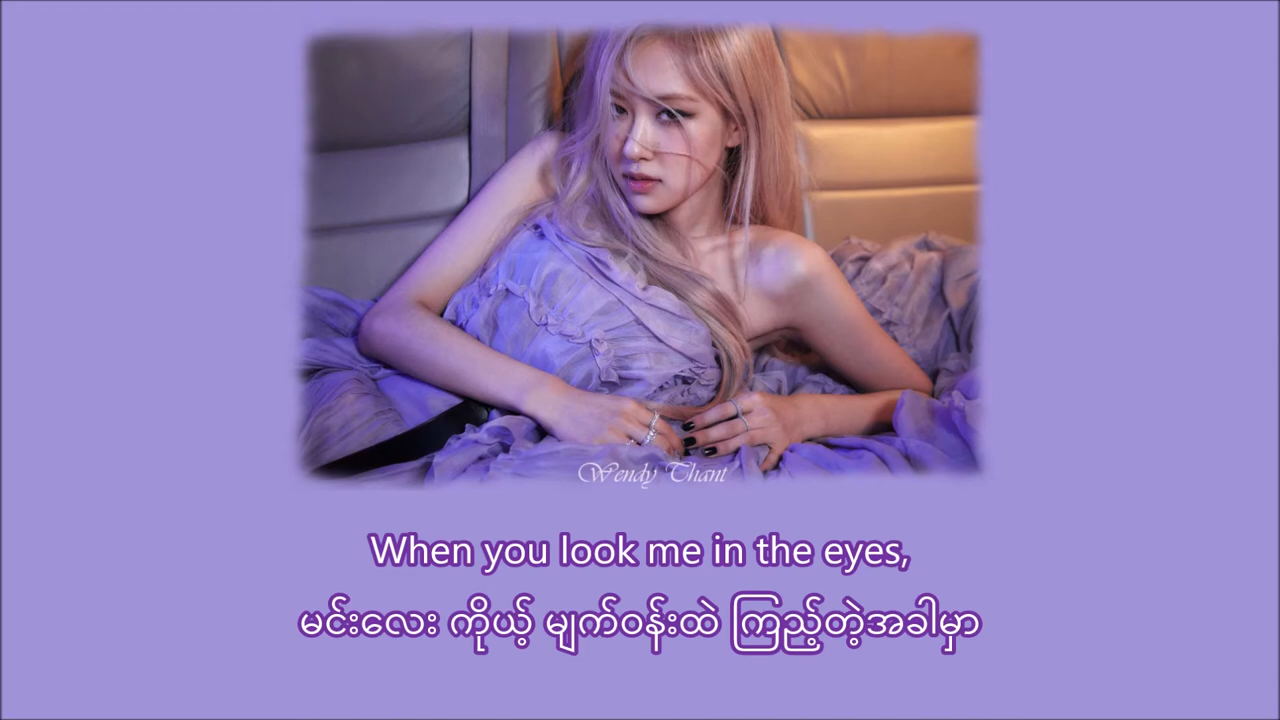 Wendy Thant
When you look me in the eyes,
မင်းလေး ကိုယ့် မျက်ဝန်းထဲ ကြည့်တဲ့အခါမှာ